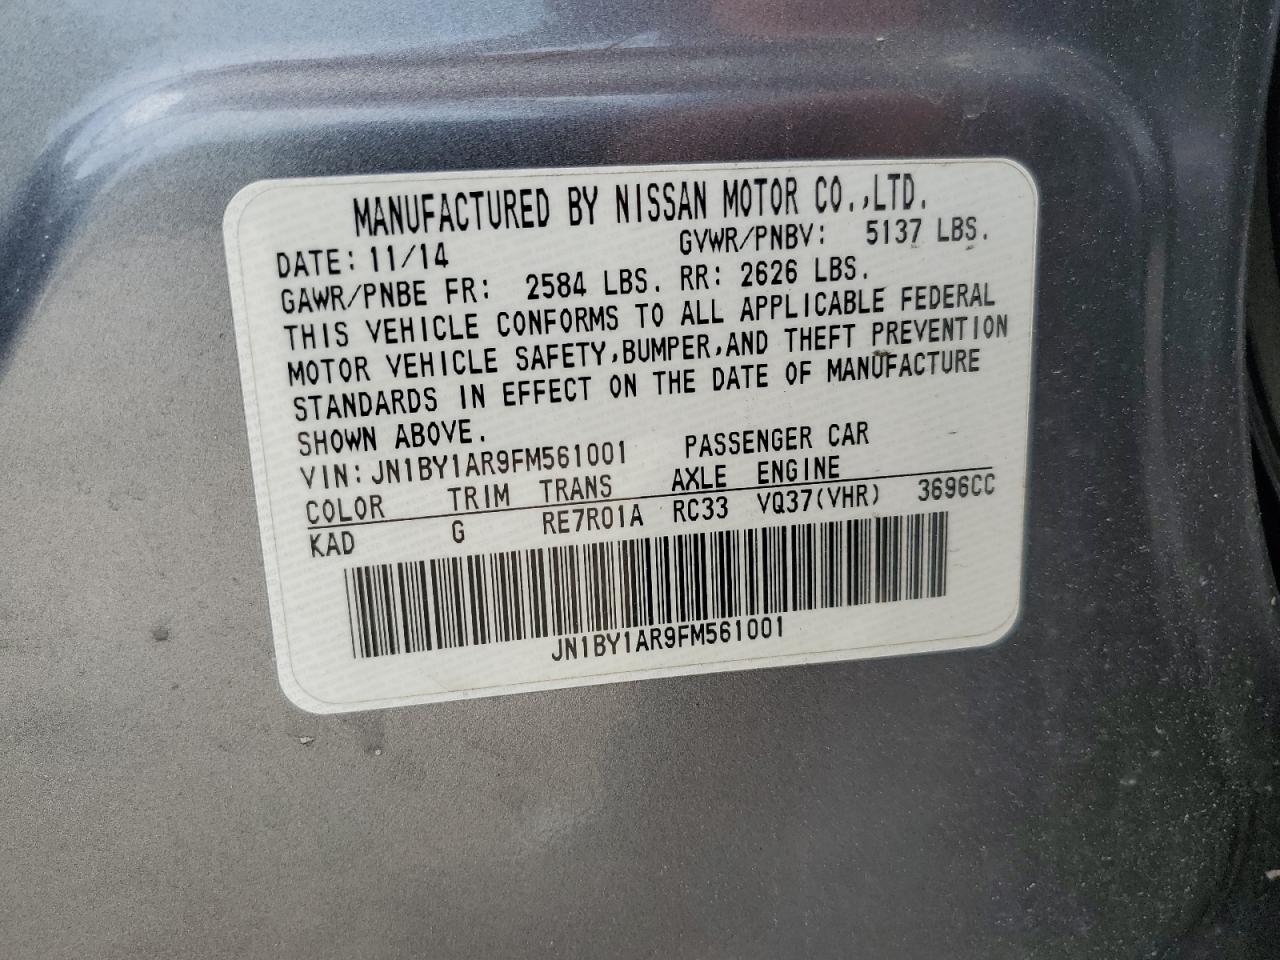 MANUFACTURED BY NISSAN MOTOR CO.,LTD.
DATE: 11/14 GVWR/PNBV: 5137 LBS.
GAWR/PNBE FR: 2584 LBS. RR: 2626 LBS.
THIS VEHICLE CONFORMS TO ALL APPLICABLE FEDERAL
MOTOR VEHICLE SAFETY,BUMPER,AND THEFT PREVENTION
STANDARDS IN EFFECT ON THE DATE OF MANUFACTURE
SHOWN ABOVE.
VIN: JN1BY1AR9FM561001 PASSENGER CAR
COLOR TRIM TRANS AXLE ENGINE
KAD G RE7R01A RC33 VQ37(VHR) 3696CC
JN1BY1AR9FM561001